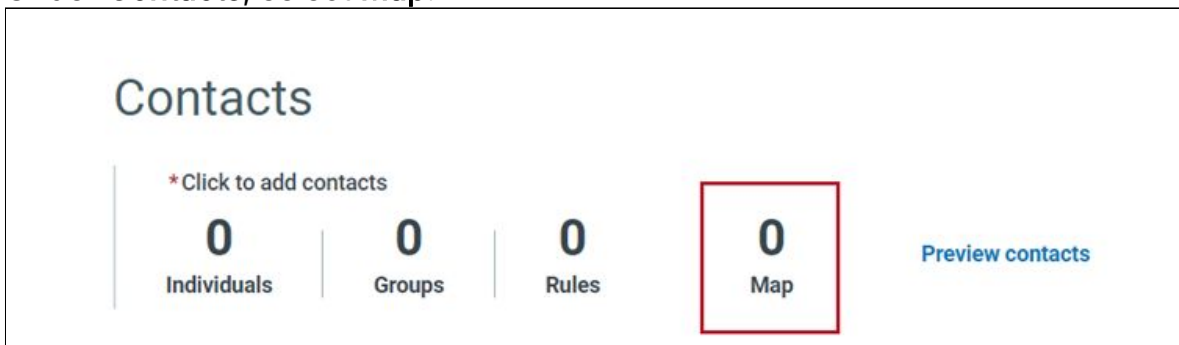 Contacts
*Click to add contacts
0 0 0 0
Individuals Groups Rules Map
Preview contacts